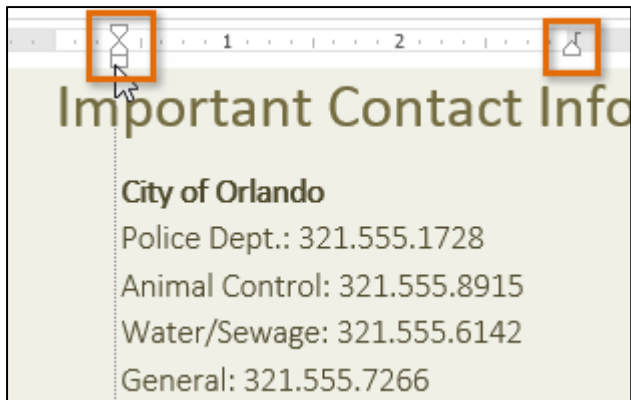 1 2
Important Contact Info
City of Orlando
Police Dept.: 321.555.1728
Animal Control: 321.555.8915
Water/Sewage: 321.555.6142
General: 321.555.7266